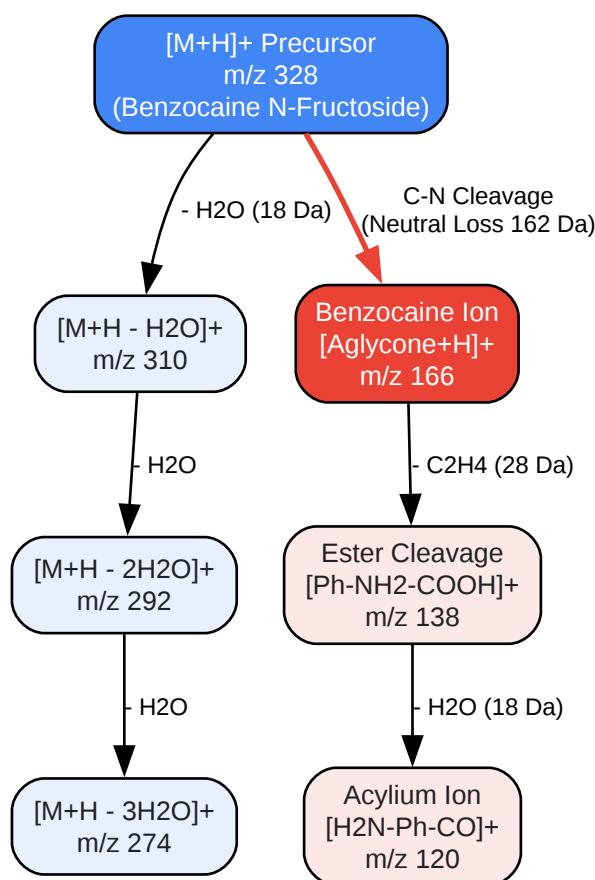 [M+H]+ Precursor
m/z 328
(Benzocaine N-Fructoside)
- H2O (18 Da)
C-N Cleavage
(Neutral Loss 162 Da)
[M+H - H2O]+
m/z 310
Benzocaine Ion
[Aglycone+H]+
m/z 166
- H2O
- C2H4 (28 Da)
[M+H - 2H2O]+
m/z 292
Ester Cleavage
[Ph-NH2-COOH]+
m/z 138
- H2O
- H2O (18 Da)
[M+H - 3H2O]+
m/z 274
Acylium Ion
[H2N-Ph-CO]+
m/z 120